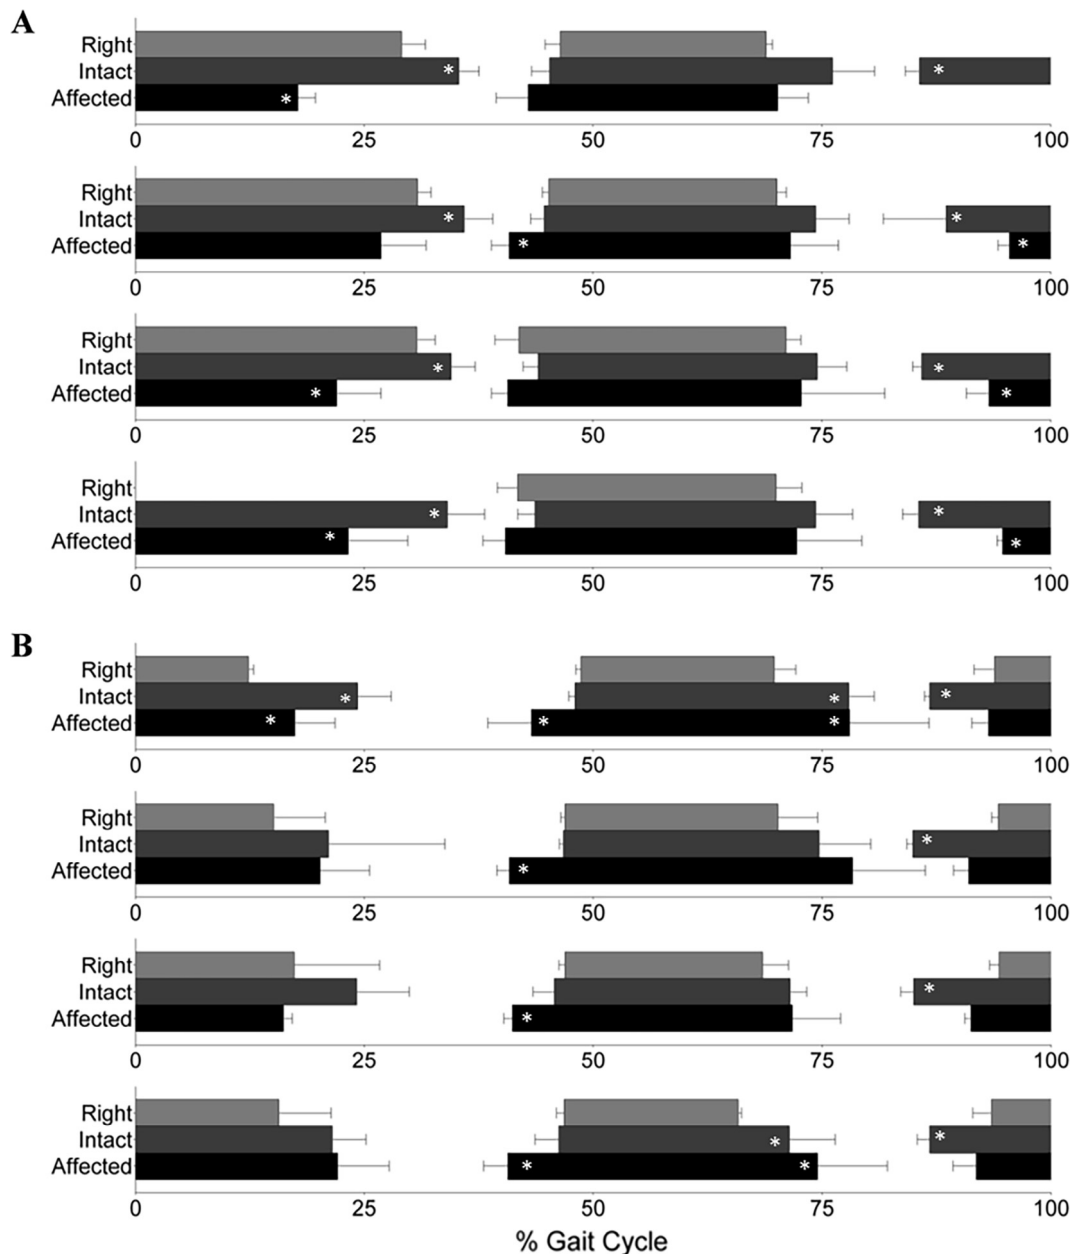 A
Right
Intact *
*
Affected *
0 25 50 75 100
Right
Intact * *
Affected * *
0 25 50 75 100
Right
Intact * *
Affected * *
0 25 50 75 100
Right
Intact * *
Affected * *
0 25 50 75 100
B
Right
Intact * * *
Affected * * *
0 25 50 75 100
Right
Intact *
Affected *
0 25 50 75 100
Right
Intact *
Affected *
0 25 50 75 100
Right
Intact * *
Affected * *
0 25 50 75 100
% Gait Cycle